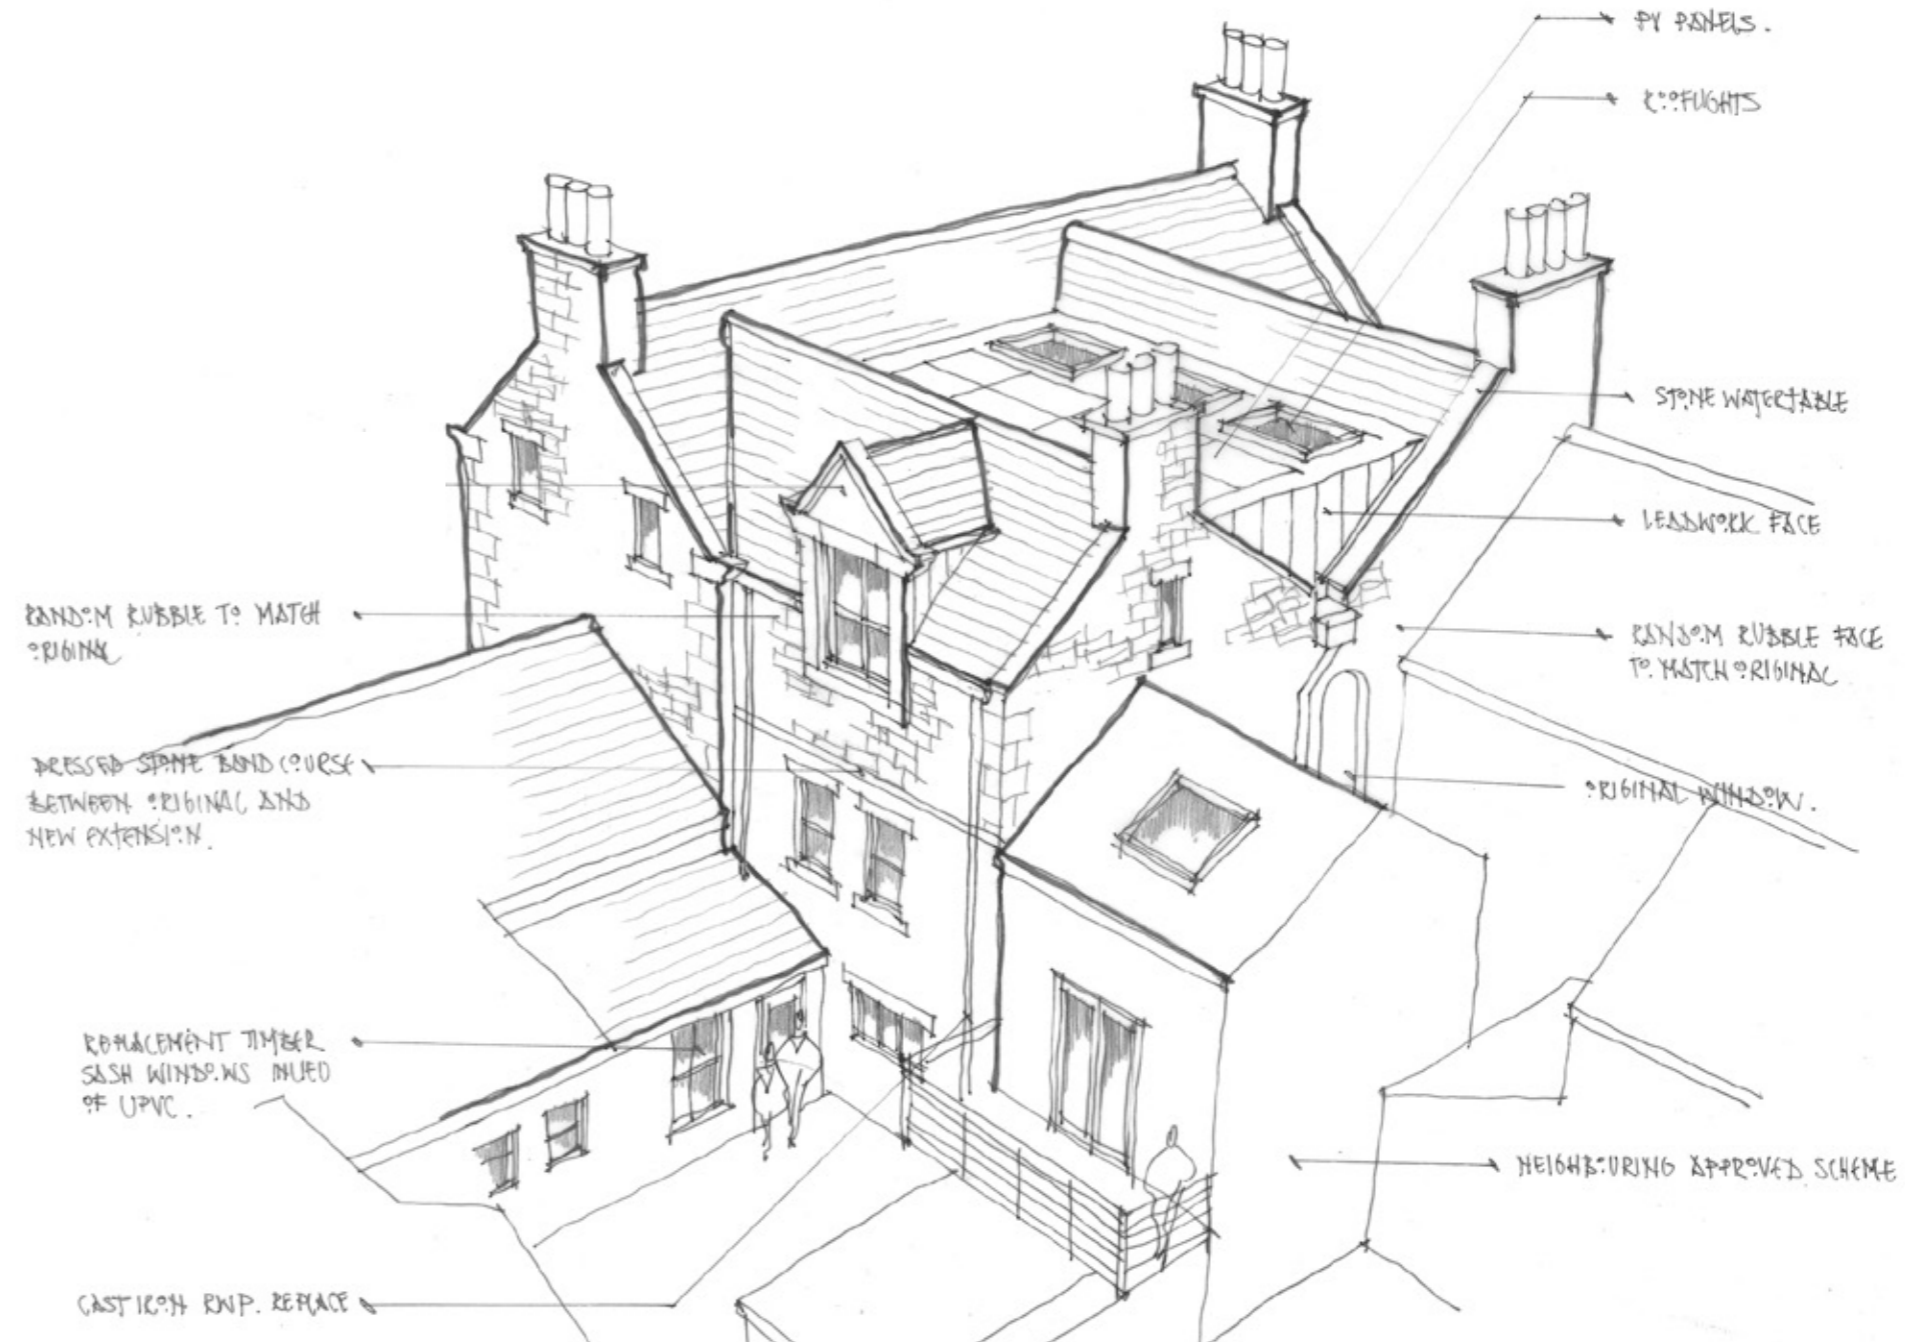 PV PANELS.
ROOFLIGHTS
STONE WATERTABLE
LEADWORK FACE
RANDOM RUBBLE TO MATCH
ORIGINAL
RANDOM RUBBLE FACE
TO MATCH ORIGINAL
DRESSED STONE BAND COURSE
BETWEEN ORIGINAL AND
NEW EXTENSION.
ORIGINAL WINDOW.
REPLACEMENT TIMBER
SASH WINDOWS INLIEU
OF UPVC.
NEIGHBOURING APPROVED SCHEME
CAST IRON RWP. REPLACE